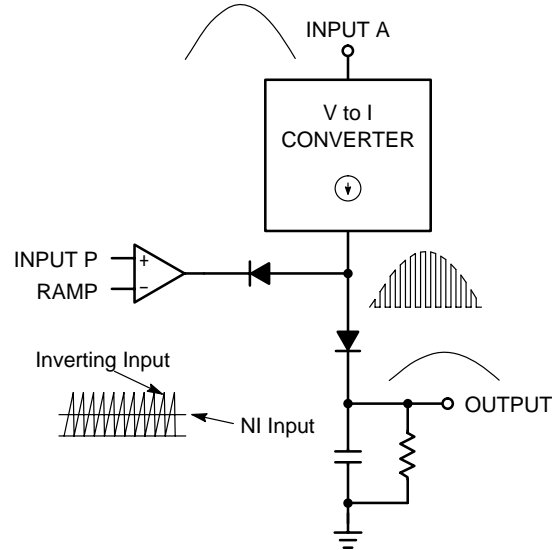 INPUT A
V to I
CONVERTER
INPUT P
+
RAMP
−
Inverting Input
NI Input
OUTPUT